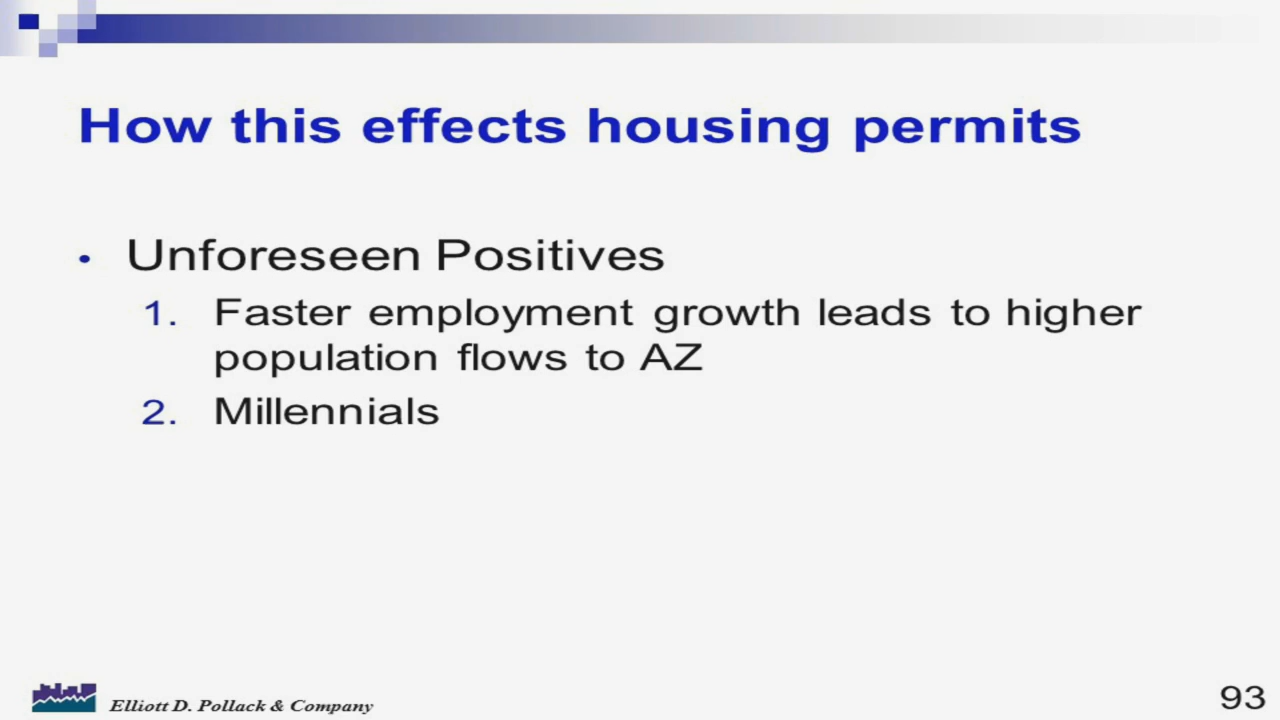 How this effects housing permits
• Unforeseen Positives
1. Faster employment growth leads to higher
population flows to AZ
2. Millennials
Elliott D. Pollack & Company
93